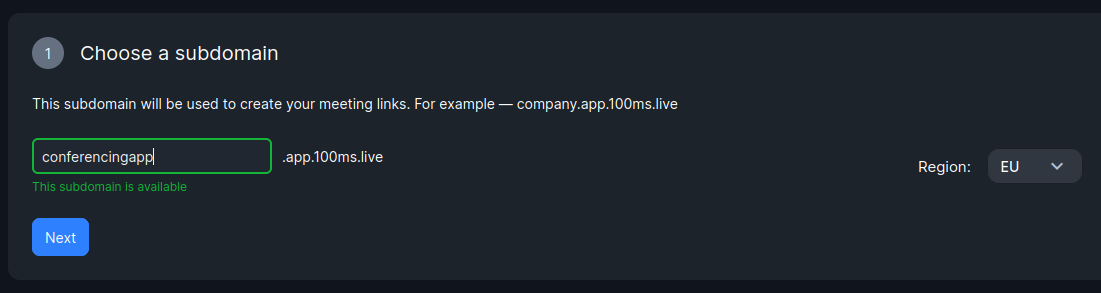 1 Choose a subdomain
This subdomain will be used to create your meeting links. For example — company.app.100ms.live
conferencingapp .app.100ms.live
This subdomain is available
Region: EU
Next